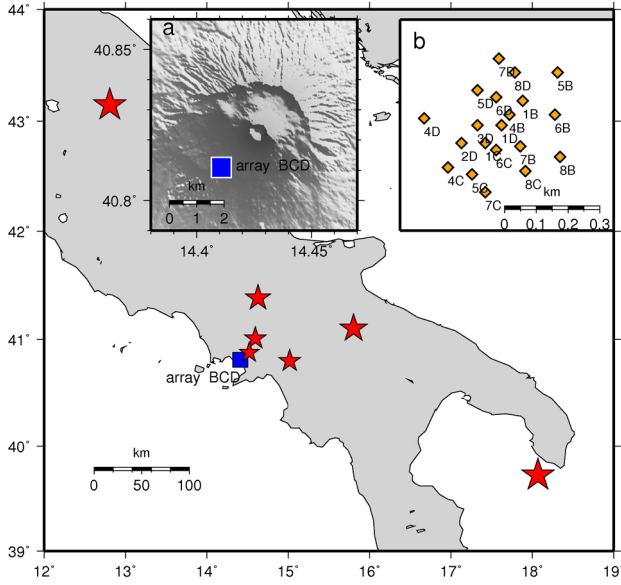 44°
43°
42°
41°
40°
39°
12
13
14
15
16
17
18
19
a
40.85°
40.8°
array BCD
km
0 1 2
14.4°
14.45°
b
7D
8D
5B
5D
6D
1B
4D
4B
6B
3D
1D
2D
1C
7B
6C
8B
4C
5C
8C
7C
km
0 0.1 0.2 0.3
array BCD
km
0 50 100